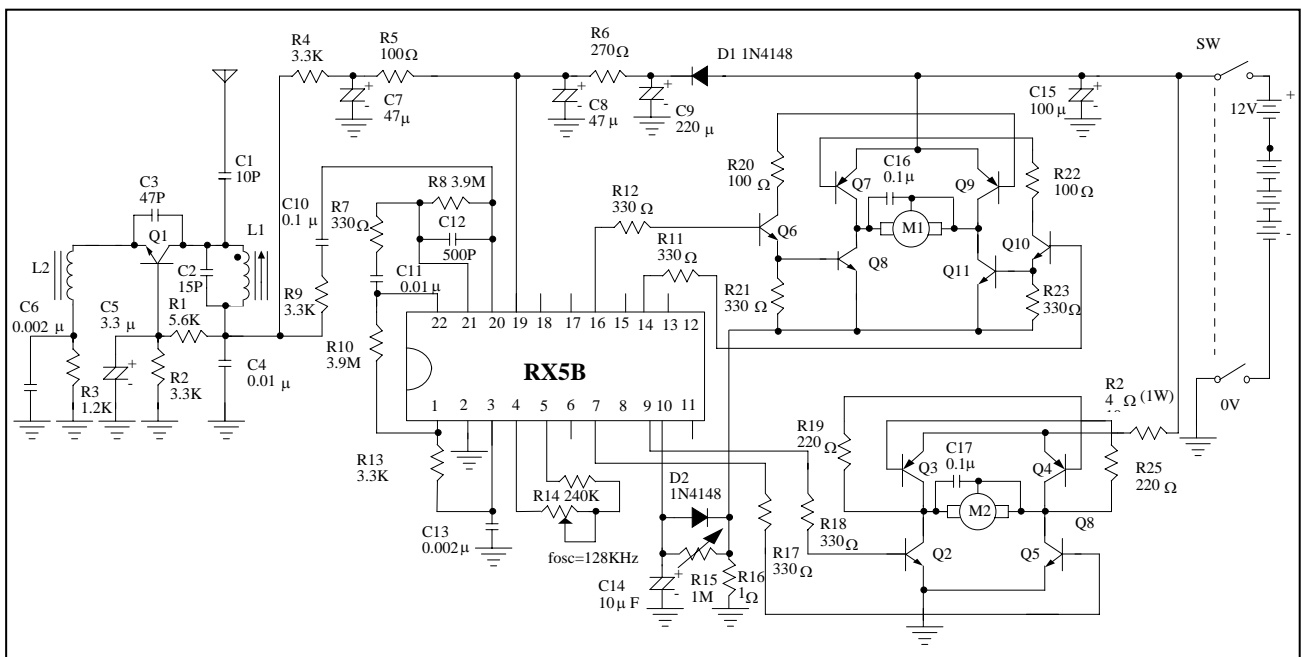 R4
3.3K
R5
100Ω
R6
270Ω
D1 1N4148
SW
C7
47μ
+
-
C8
47 μ
+
-
C9
220 μ
+
-
C15
100 μ
+
-
12V
+
-
C1
10P
C3
47P
Q1
L1
L2
C2
15P
C10
0.1 μ
R7
330Ω
R8 3.9M
C12
500P
C11
0.01 μ
R9
3.3K
R12
330 Ω
R11
330 Ω
R20
100
Ω
Q7
C16
0.1μ
Q9
R22
100
Ω
M1
Q6
Q8
Q10
Q11
R21
330 Ω
R23
330Ω
C6
0.002 μ
C5
3.3 μ
+
-
R1
5.6K
R3
1.2K
R2
3.3K
C4
0.01 μ
R10
3.9M
22 21 20 19 18 17 16 15 14 13 12
RX5B
1 2 3 4 5 6 7 8 9 10 11
R13
3.3K
C13
0.002μ
R14 240K
fosc=128KHz
D2
1N4148
C14
10μ F
+
-
R15
1M
R16
1Ω
R17
330Ω
R18
330Ω
R19
220 Ω
Q3
C17
0.1μ
Q4
M2
Q2
Q5
Q8
R25
220 Ω
R2
4 Ω (1W)
0V